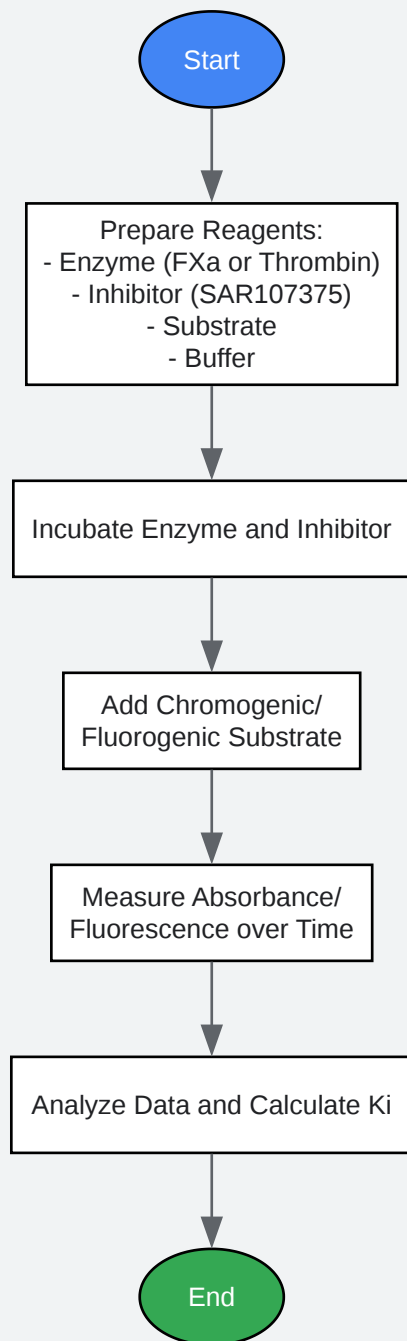 Start
Prepare Reagents:
- Enzyme (FXa or Thrombin)
- Inhibitor (SAR107375)
- Substrate
- Buffer
Incubate Enzyme and Inhibitor
Add Chromogenic/
Fluorogenic Substrate
Measure Absorbance/
Fluorescence over Time
Analyze Data and Calculate Ki
End